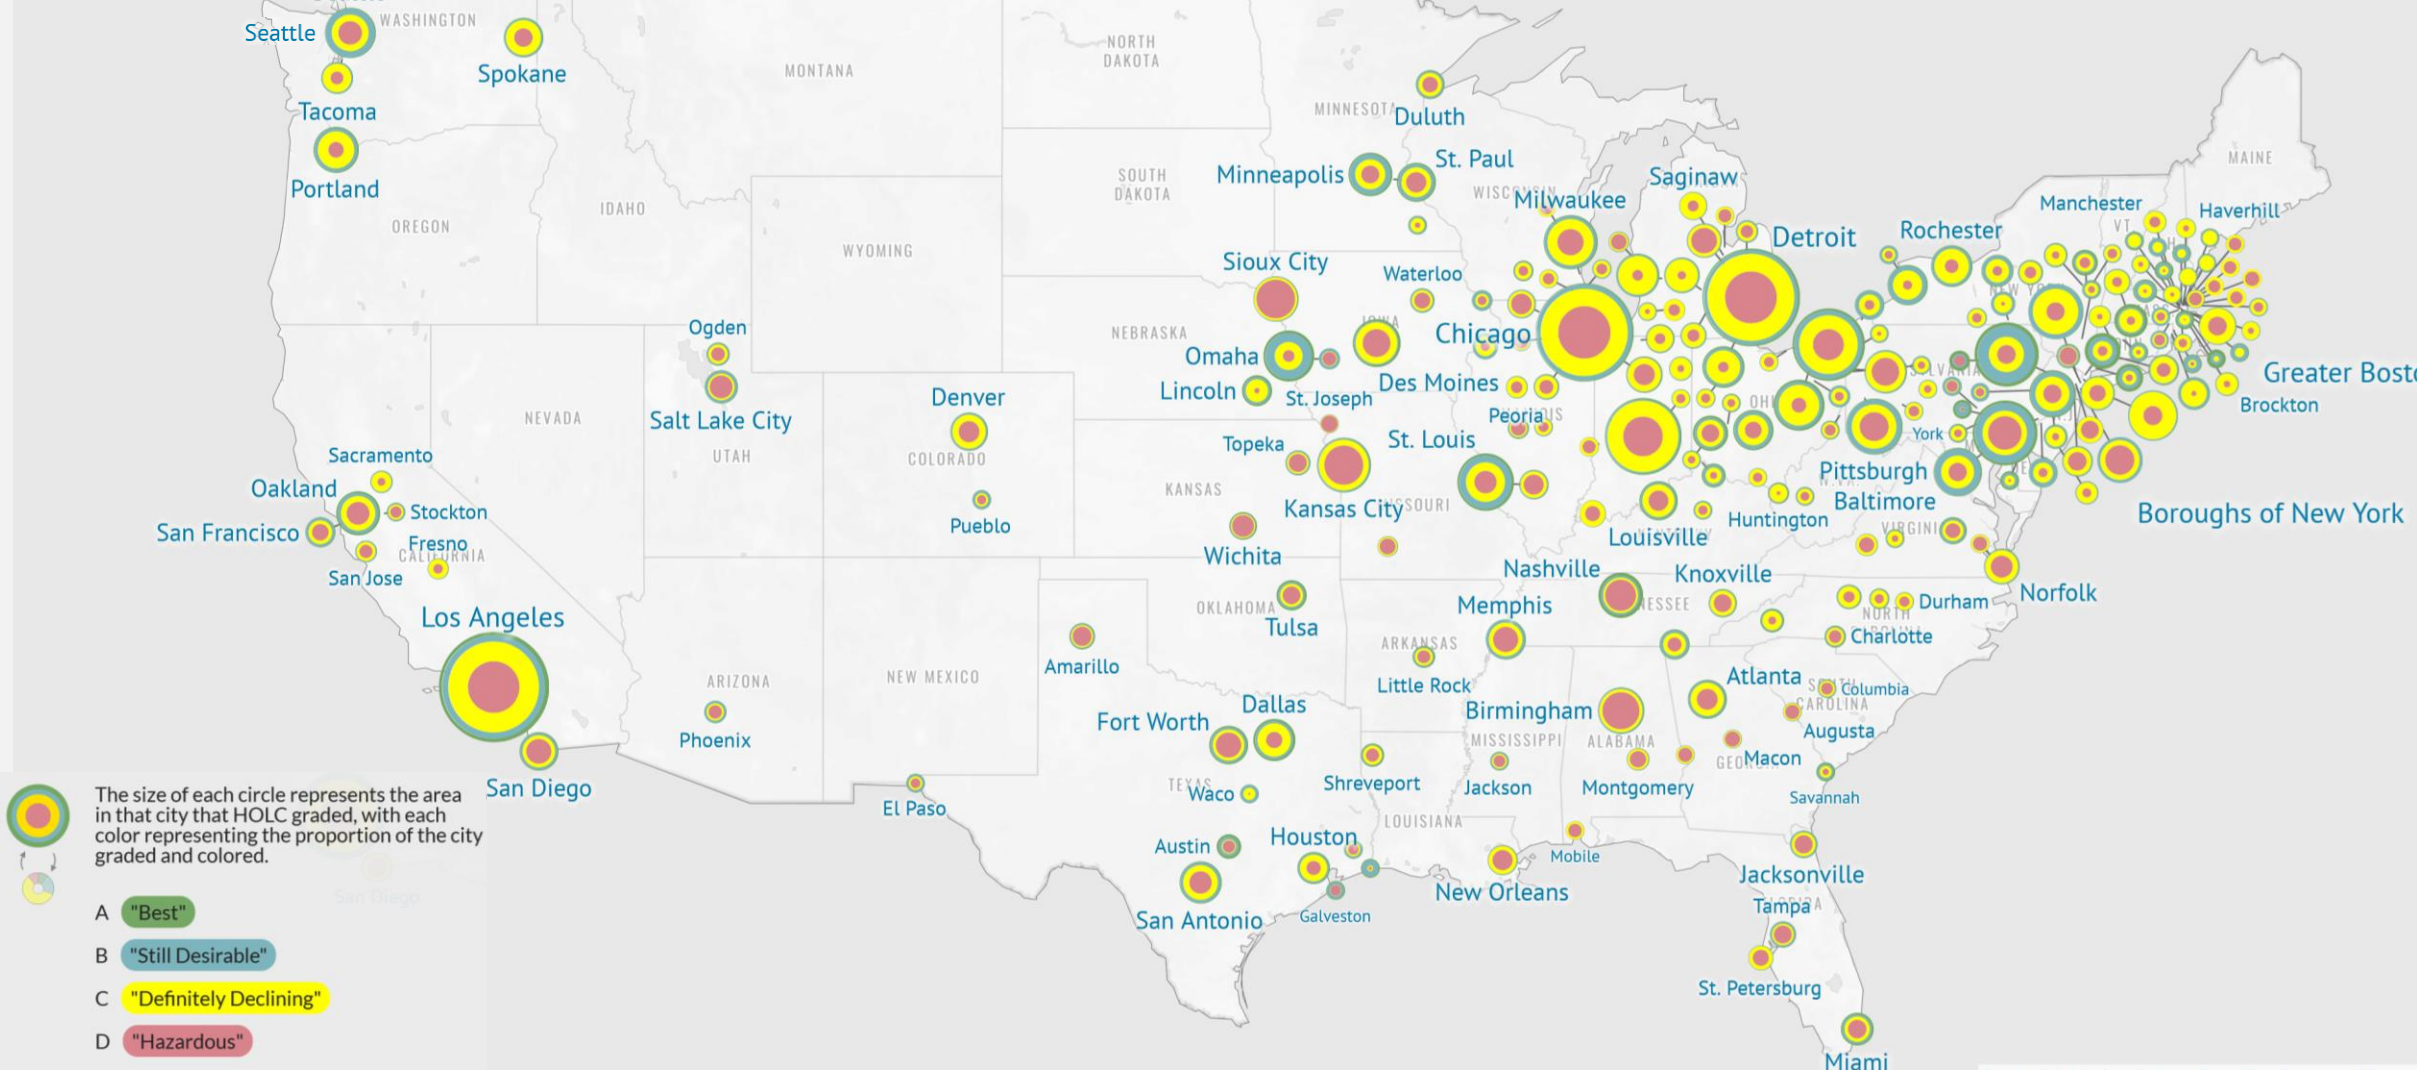 Seattle
WASHINGTON
Spokane
Tacoma
Portland
OREGON
IDAHO
MONTANA
NORTH
DAKOTA
SOUTH
DAKOTA
WYOMING
MINNESOTA
Duluth
Minneapolis
St. Paul
Milwaukee
Saginaw
Detroit
Rochester
Manchester
VT
Haverhill
MAINE
Sioux City
Waterloo
IOWA
Chicago
NEBRASKA
Omaha
Lincoln
Des Moines
St. Joseph
Peoria
Ogden
Salt Lake City
NEVADA
UTAH
Denver
COLORADO
Pueblo
Topeka
KANSAS
Kansas City
Wichita
St. Louis
Louisville
Huntington
Pittsburgh
Baltimore
York
Greater Bosto
Brockton
Boroughs of New York
Sacramento
Oakland
Stockton
San Francisco
Fresno
CALIFORNIA
San Jose
Los Angeles
San Diego
ARIZONA
Phoenix
NEW MEXICO
El Paso
Amarillo
OKLAHOMA
Tulsa
ARKANSAS
Little Rock
Memphis
Nashville
Knoxville
Norfolk
Durham
NORTH
Charlotte
Columbia
CAROLINA
Augusta
Atlanta
Birmingham
MISSISSIPPI
ALABAMA
Macon
Jackson
Montgomery
Savannah
Fort Worth
Dallas
TEXAS
Waco
Shreveport
LOUISIANA
Austin
Houston
San Antonio
Galveston
New Orleans
Mobile
Jacksonville
Tampa
St. Petersburg
Miami
The size of each circle represents the area
in that city that HOLC graded, with each
color representing the proportion of the city
graded and colored.
San Diego
A "Best"
B "Still Desirable"
C "Definitely Declining"
D "Hazardous"